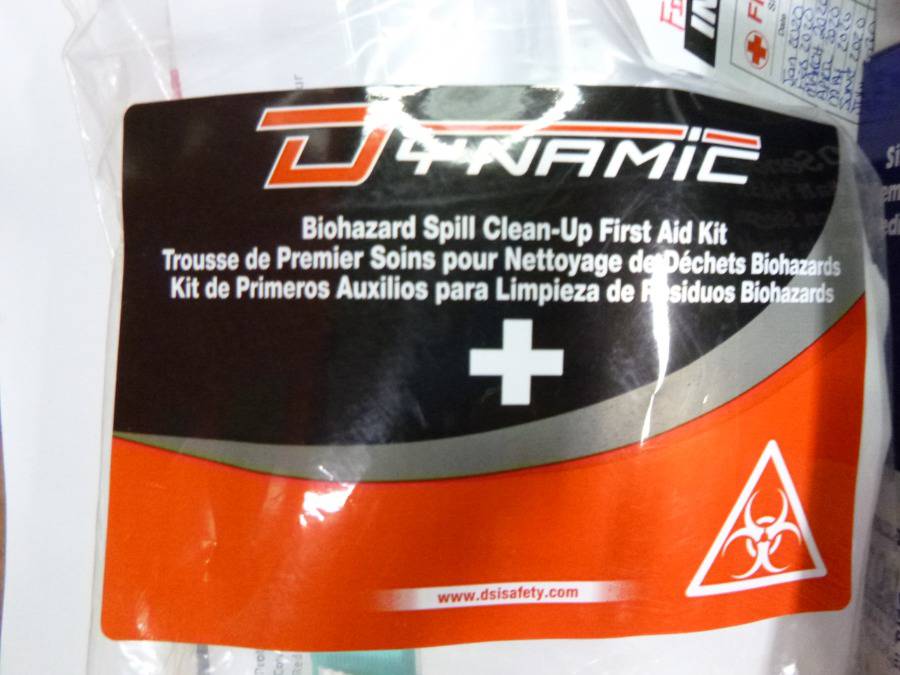 DYNAMIC
Biohazard Spill Clean-Up First Aid Kit
Trousse de Premier Soins pour Nettoyage de Déchets Biohazards
Kit de Primeros Auxilios para Limpieza de Residuos Biohazards
www.dsisafety.com